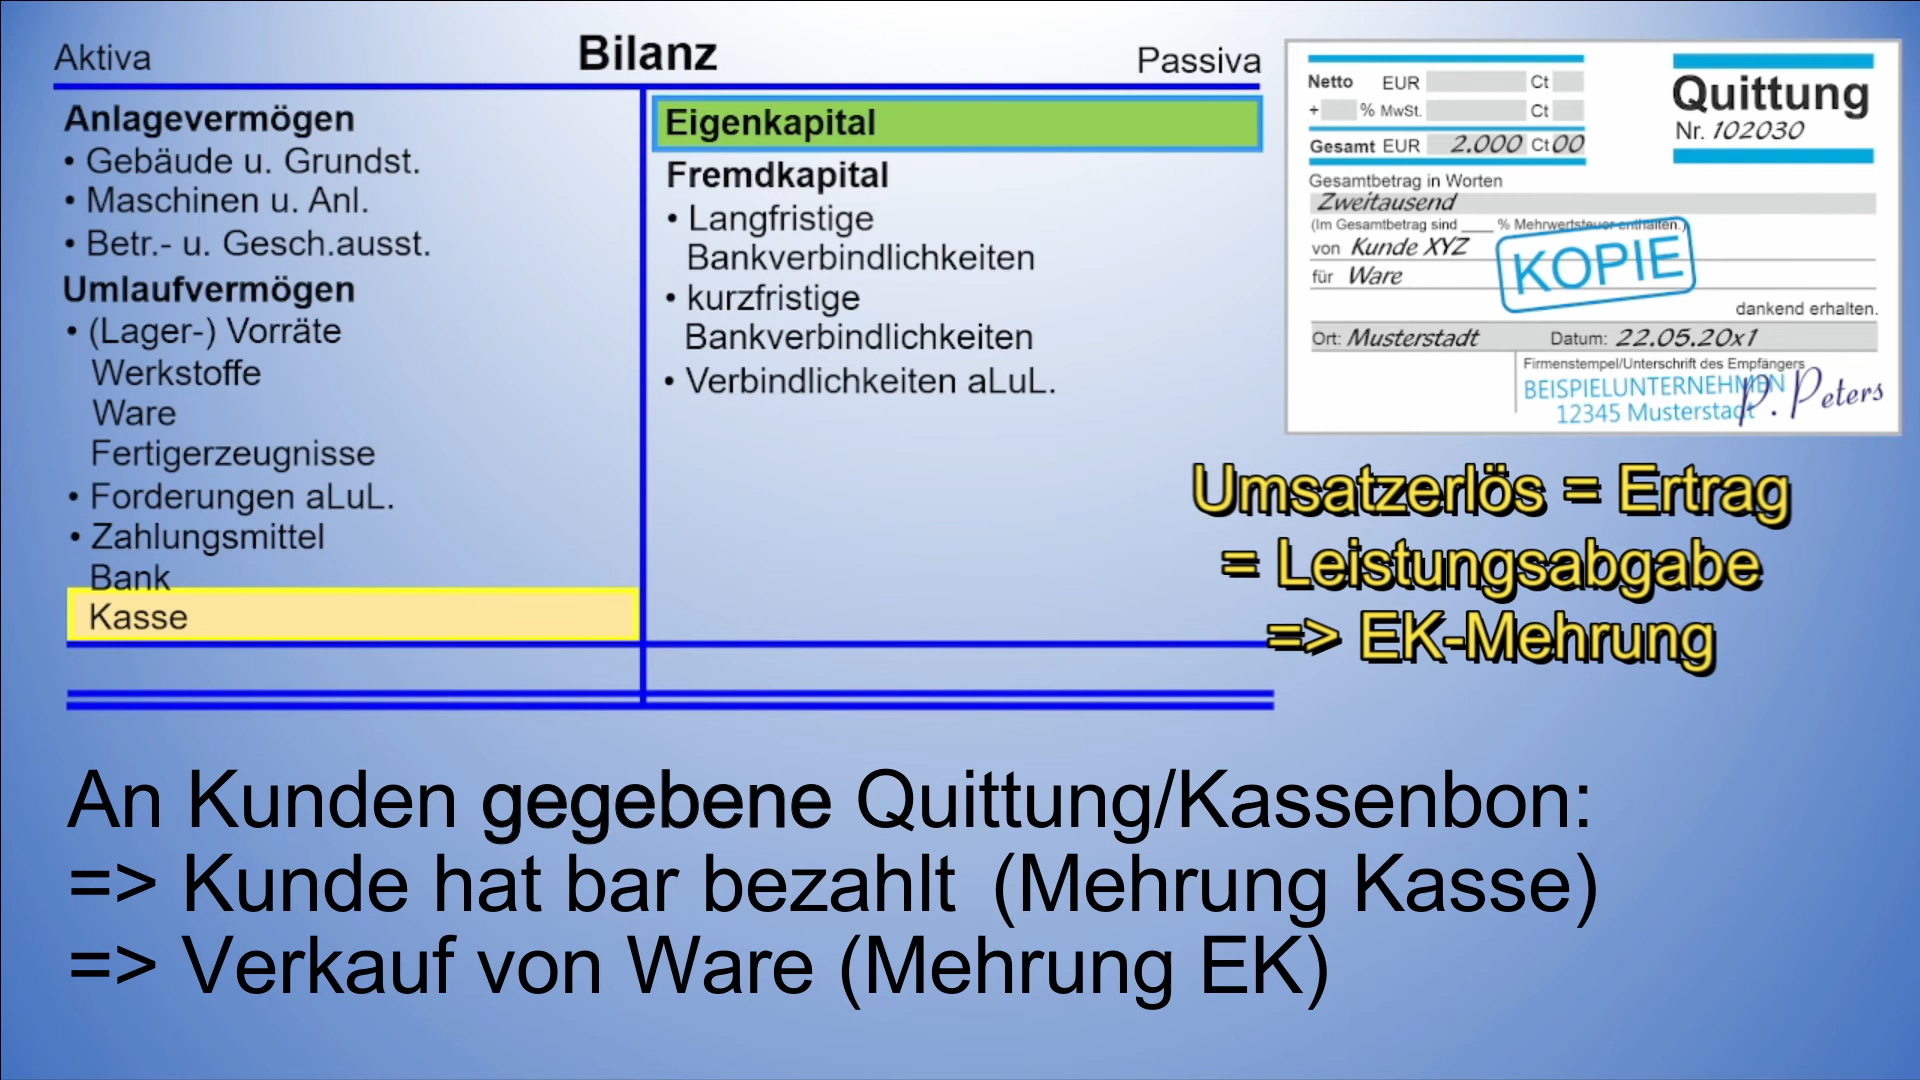 Aktiva
Bilanz
Passiva
Anlagevermögen
• Gebäude u. Grundst.
• Maschinen u. Anl.
• Betr.- u. Gesch.ausst.
Umlaufvermögen
• (Lager-) Vorräte
Werkstoffe
Ware
Fertigerzeugnisse
• Forderungen aLuL.
• Zahlungsmittel
Bank
Kasse
Eigenkapital
Fremdkapital
• Langfristige
Bankverbindlichkeiten
• kurzfristige
Bankverbindlichkeiten
• Verbindlichkeiten aLuL.
Netto EUR Ct
+ % MwSt. Ct
Gesamt EUR 2.000 Ct 00
Quittung
Nr. 102030
Gesamtbetrag in Worten
Zweitausend
(Im Gesamtbetrag sind ____ % Mehrwertsteuer enthalten.)
von Kunde XYZ
für Ware
KOPIE
dankend erhalten.
Ort: Musterstadt Datum: 22.05.20x1
Firmenstempel/Unterschrift des Empfängers
BEISPIELUNTERNEHMEN
12345 Musterstadt
P. Peters
Umsatzerlös = Ertrag
= Leistungsabgabe
=> EK-Mehrung
An Kunden gegebene Quittung/Kassenbon:
=> Kunde hat bar bezahlt (Mehrung Kasse)
=> Verkauf von Ware (Mehrung EK)